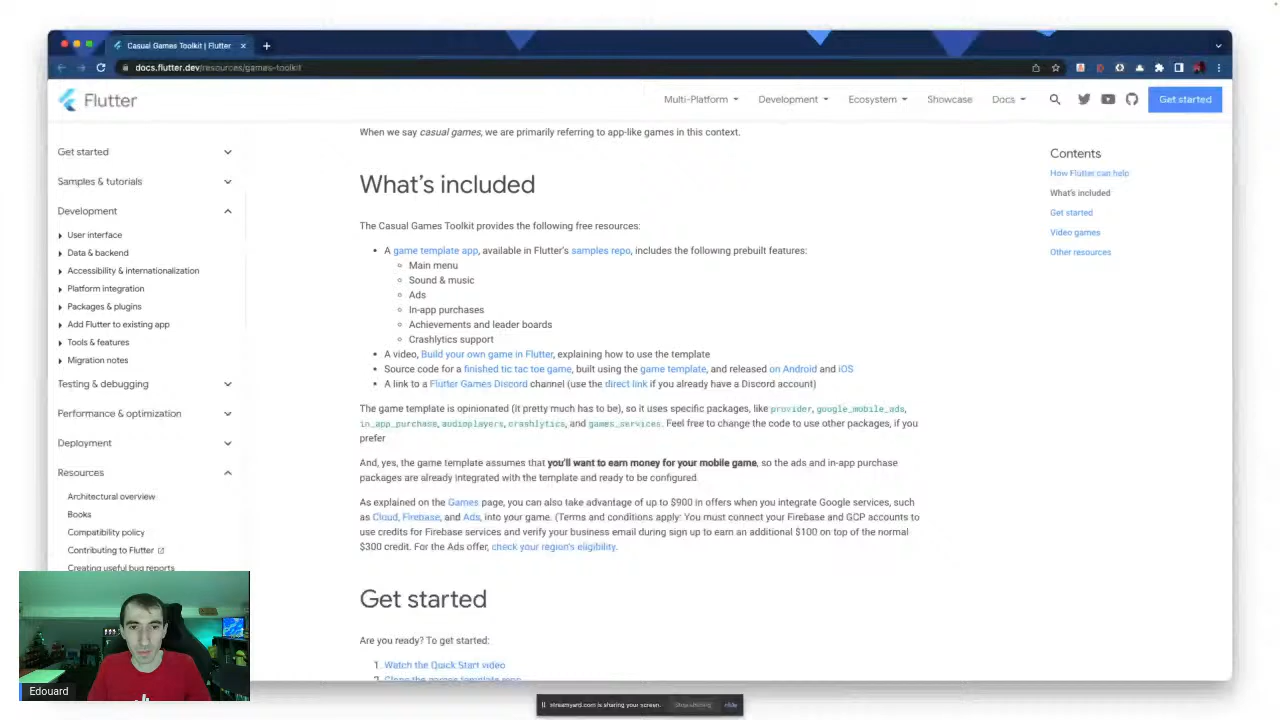 Casual Games Toolkit | Flutter
docs.flutter.dev/resources/games-toolkit
Flutter
Multi-Platform
Development
Ecosystem
Showcase
Docs
Get started
Get started
Samples & tutorials
Development
User interface
Data & backend
Accessibility & internationalization
Platform integration
Packages & plugins
Add Flutter to existing app
Tools & features
Migration notes
Testing & debugging
Performance & optimization
Deployment
Resources
Architectural overview
Books
Compatibility policy
Contributing to Flutter
Creating useful bug reports
When we say casual games, we are primarily referring to app-like games in this context.
What's included
The Casual Games Toolkit provides the following free resources:
• A game template app, available in Flutter's samples repo, includes the following prebuilt features:
Main menu
Sound & music
Ads
In-app purchases
Achievements and leader boards
Crashlytics support
• A video, Build your own game in Flutter, explaining how to use the template
• Source code for a finished tic tac toe game, built using the game template, and released on Android and iOS
• A link to a Flutter Games Discord channel (use the direct link if you already have a Discord account)
The game template is opinionated (it pretty much has to be), so it uses specific packages, like provider, google_mobile_ads,
in_app_purchase, audioplayers, crashlytics, and games_services. Feel free to change the code to use other packages, if you
prefer
And, yes, the game template assumes that you'll want to earn money for your mobile game, so the ads and in-app purchase
packages are already integrated with the template and ready to be configured.
As explained on the Games page, you can also take advantage of up to $900 in offers when you integrate Google services, such
as Cloud, Firebase, and Ads, into your game. (Terms and conditions apply: You must connect your Firebase and GCP accounts to
use credits for Firebase services and verify your business email during sign up to earn an additional $100 on top of the normal
$300 credit. For the Ads offer, check your region's eligibility.
Get started
Are you ready? To get started:
1. Watch the Quick Start video
2. Clone the games template repo
Contents
How Flutter can help
What's included
Get started
Video games
Other resources
Edouard
streamyard.com is sharing your screen.
Stop sharing
Hide